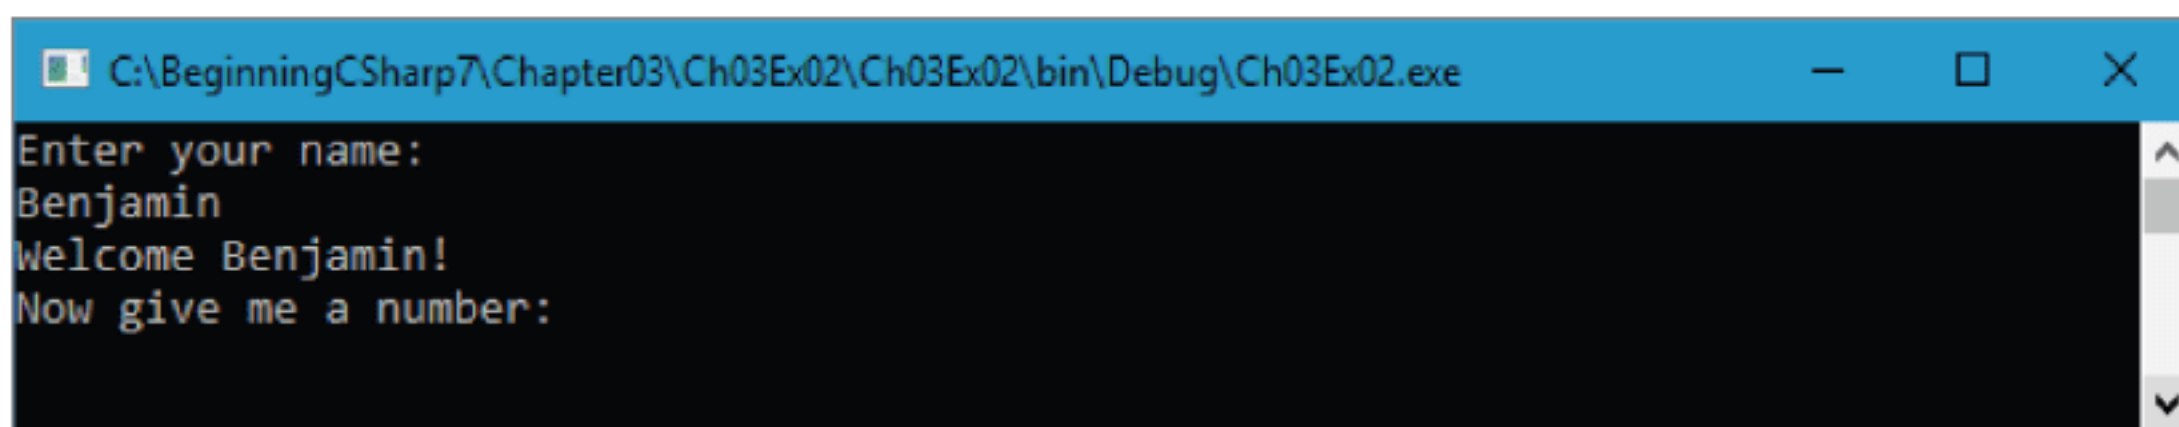 C:\BeginningCSharp7\Chapter03\Ch03Ex02\Ch03Ex02\bin\Debug\Ch03Ex02.exe
Enter your name:
Benjamin
Welcome Benjamin!
Now give me a number: